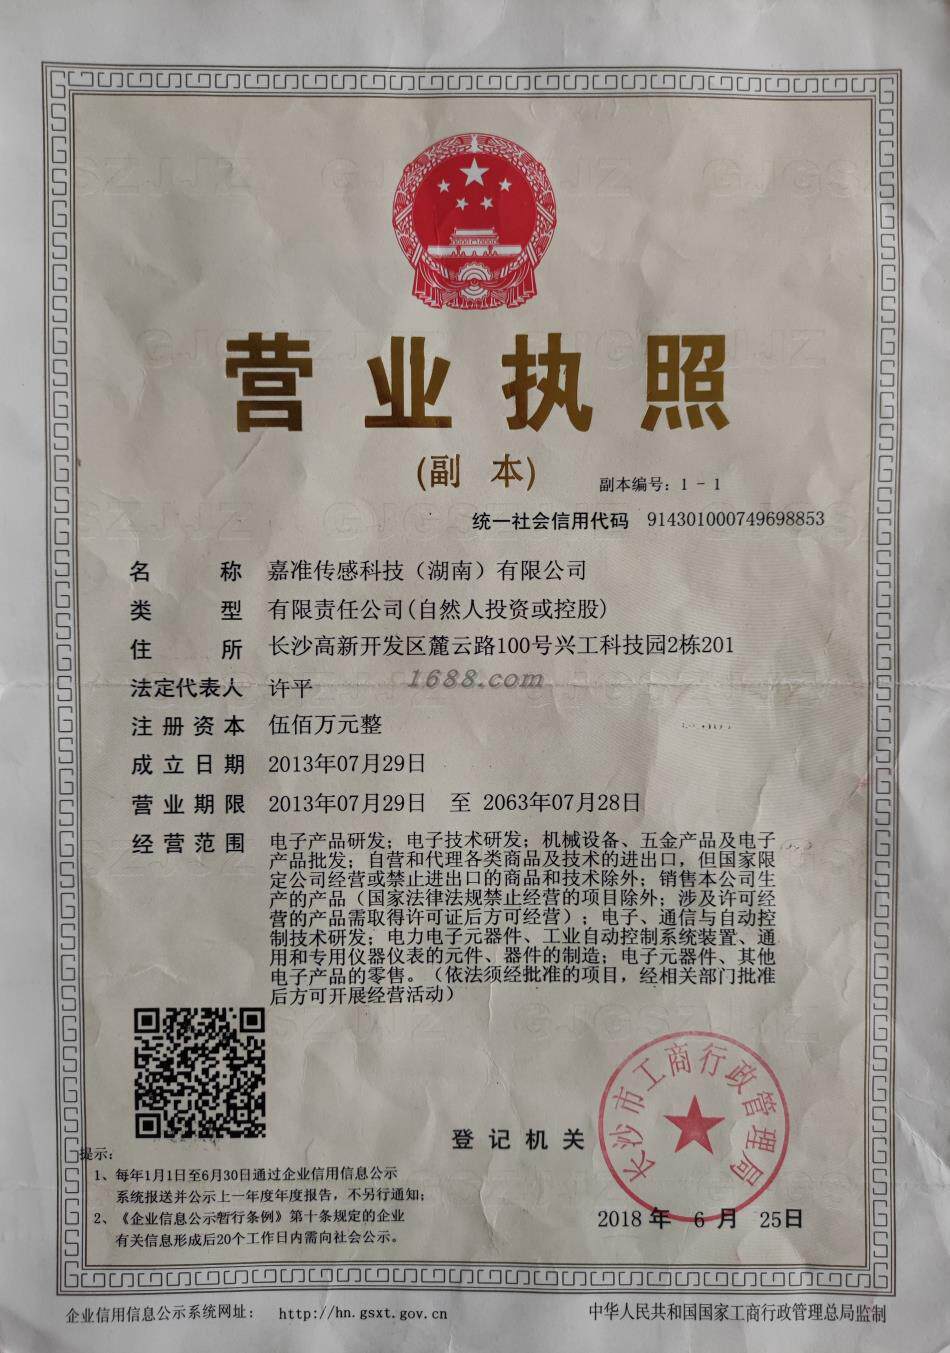 营业执照
(副 本)
副本编号：1 - 1
统一社会信用代码 914301000749698853
名 称 嘉准传感科技（湖南）有限公司
类 型 有限责任公司(自然人投资或控股)
住 所 长沙高新开发区麓云路100号兴工科技园2栋201
1688.com
法定代表人 许平
注册资本 伍佰万元整
成立日期 2013年07月29日
营业期限 2013年07月29日 至 2063年07月28日
经营范围 电子产品研发；电子技术研发；机械设备、五金产品及电子
产品批发；自营和代理各类商品及技术的进出口，但国家限
定公司经营或禁止进出口的商品和技术除外；销售本公司生
产的产品（国家法律法规禁止经营的项目除外；涉及许可经
营的产品需取得许可证后方可经营）；电子、通信与自动控
制技术研发；电力电子元器件、工业自动控制系统装置、通
用和专用仪器仪表的元件、器件的制造；电子元器件、其他
电子产品的零售。（依法须经批准的项目，经相关部门批准
后方可开展经营活动）
长沙市工商行政管理局
登记机关
2018年 6月 25日
提示：
1、每年1月1日至6月30日通过企业信用信息公示
系统报送并公示上一年度年度报告，不另行通知；
2、《企业信息公示暂行条例》第十条规定的企业
有关信息形成后20个工作日内需向社会公示。
企业信用信息公示系统网址： http://hn.gsxt.gov.cn
中华人民共和国国家工商行政管理总局监制